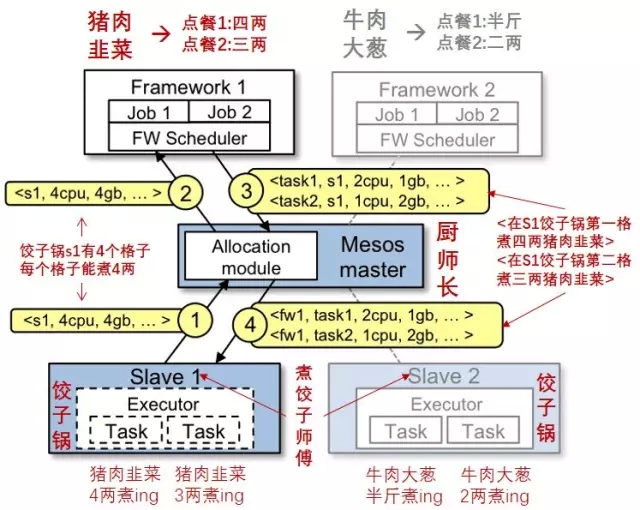 猪肉
韭菜
点餐1:四两
点餐2:三两
牛肉
大葱
点餐1:半斤
点餐2:二两
Framework 1
Job 1
Job 2
FW Scheduler
Framework 2
Job 1
Job 2
FW Scheduler
<s1, 4cpu, 4gb, … >
2
3
<task1, s1, 2cpu, 1gb, … >
<task2, s1, 1cpu, 2gb, … >
饺子锅s1有4个格子
每个格子能煮4两
Allocation
module
Mesos
master
厨师长
<在S1饺子锅第一格
煮四两猪肉韭菜>
<在S1饺子锅第二格
煮三两猪肉韭菜>
<s1, 4cpu, 4gb, … >
1
4
<fw1, task1, 2cpu, 1gb, … >
<fw1, task2, 1cpu, 2gb, … >
饺子锅
Slave 1
Executor
Task
Task
煮饺子师傅
Slave 2
Executor
Task
Task
饺子锅
猪肉韭菜
4两煮ing
猪肉韭菜
3两煮ing
牛肉大葱
半斤煮ing
牛肉大葱
2两煮ing